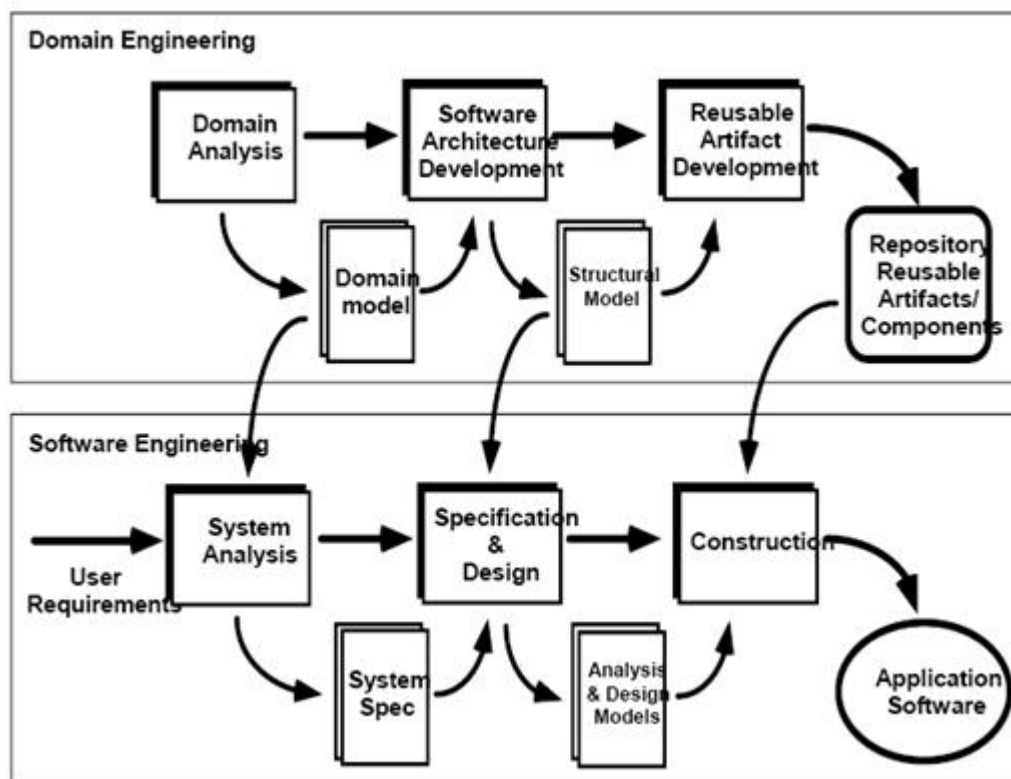 Domain Engineering
Domain
Analysis
Software
Architecture
Development
Reusable
Artifact
Development
Domain
model
Structural
Model
Repository
Reusable
Artifacts/
Components
Software Engineering
User
Requirements
System
Analysis
Specification
&
Design
Construction
System
Spec
Analysis
& Design
Models
Application
Software